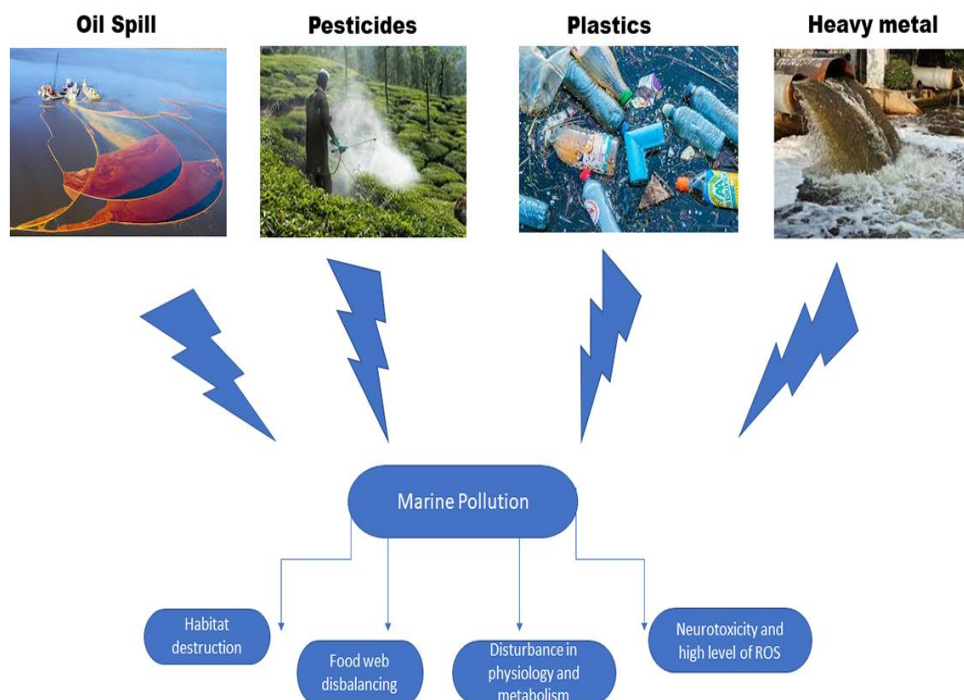 Oil Spill
Pesticides
Plastics
Heavy metal
Marine Pollution
Habitat
destruction
Food web
disbalancing
Disturbance in
physiology and
metabolism
Neurotoxicity and
high level of ROS